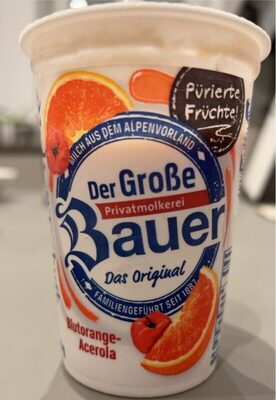 Pürierte
Früchte!
MILCH AUS DEM ALPENVORLAND
Der Große
Privatmolkerei
Bauer
Das Original
FAMILIENGEFÜHRT SEIT 1887
Blutorange-
Acerola